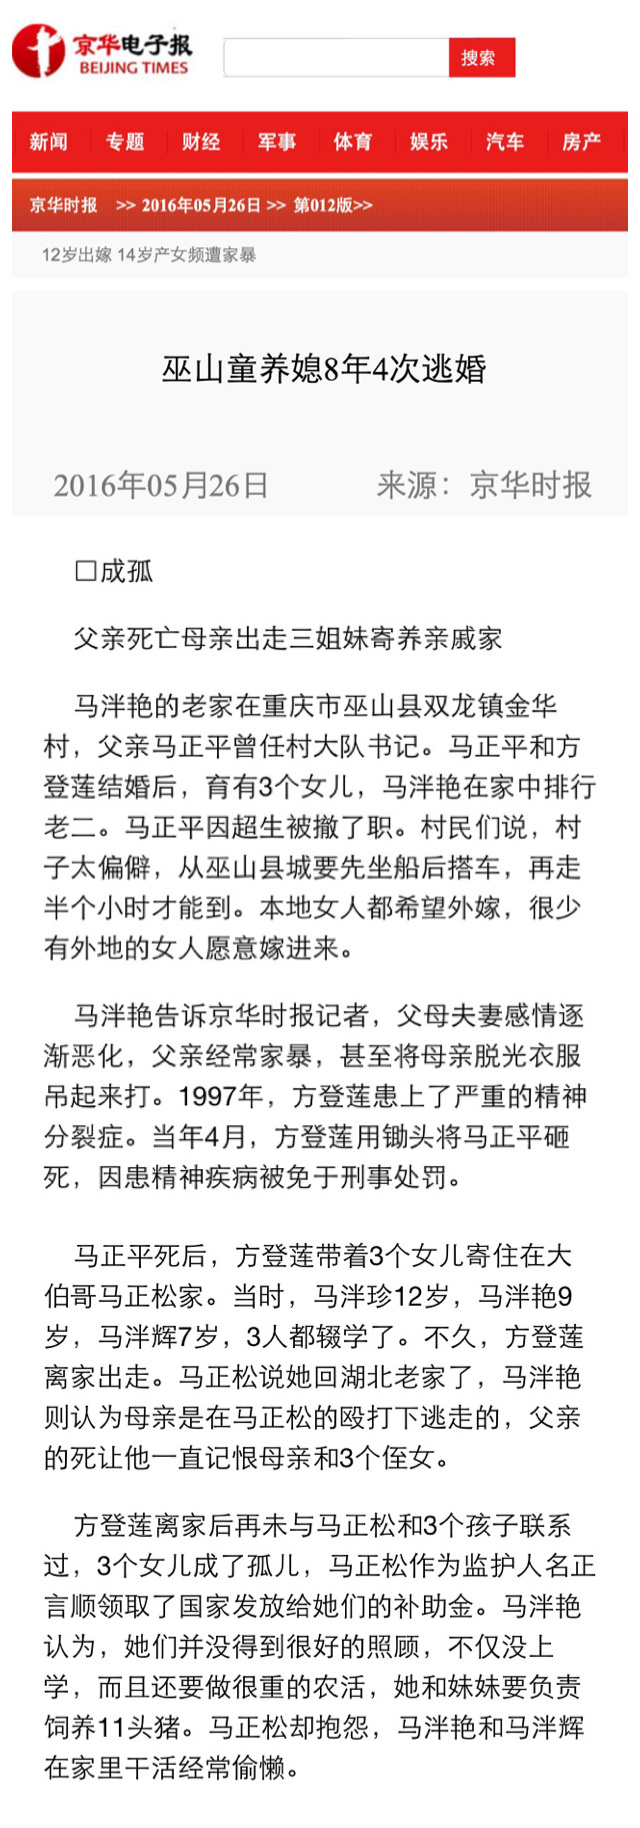 京华电子报
BEIJING TIMES
搜索
新闻 专题 财经 军事 体育 娱乐 汽车 房产
京华时报 >> 2016年05月26日 >> 第012版>>
12岁出嫁 14岁产女频遭家暴
巫山童养媳8年4次逃婚
2016年05月26日 来源：京华时报
□成孤
父亲死亡母亲出走三姐妹寄养亲戚家
马泮艳的老家在重庆市巫山县双龙镇金华
村，父亲马正平曾任村大队书记。马正平和方
登莲结婚后，育有3个女儿，马泮艳在家中排行
老二。马正平因超生被撤了职。村民们说，村
子太偏僻，从巫山县城要先坐船后搭车，再走
半个小时才能到。本地女人都希望外嫁，很少
有外地的女人愿意嫁进来。
马泮艳告诉京华时报记者，父母夫妻感情逐
渐恶化，父亲经常家暴，甚至将母亲脱光衣服
吊起来打。1997年，方登莲患上了严重的精神
分裂症。当年4月，方登莲用锄头将马正平砸
死，因患精神疾病被免于刑事处罚。
马正平死后，方登莲带着3个女儿寄住在大
伯哥马正松家。当时，马泮珍12岁，马泮艳9
岁，马泮辉7岁，3人都辍学了。不久，方登莲
离家出走。马正松说她回湖北老家了，马泮艳
则认为母亲是在马正松的殴打下逃走的，父亲
的死让他一直记恨母亲和3个侄女。
方登莲离家后再未与马正松和3个孩子联系
过，3个女儿成了孤儿，马正松作为监护人名正
言顺领取了国家发放给她们的补助金。马泮艳
认为，她们并没得到很好的照顾，不仅没上
学，而且还要做很重的农活，她和妹妹要负责
饲养11头猪。马正松却抱怨，马泮艳和马泮辉
在家里干活经常偷懒。